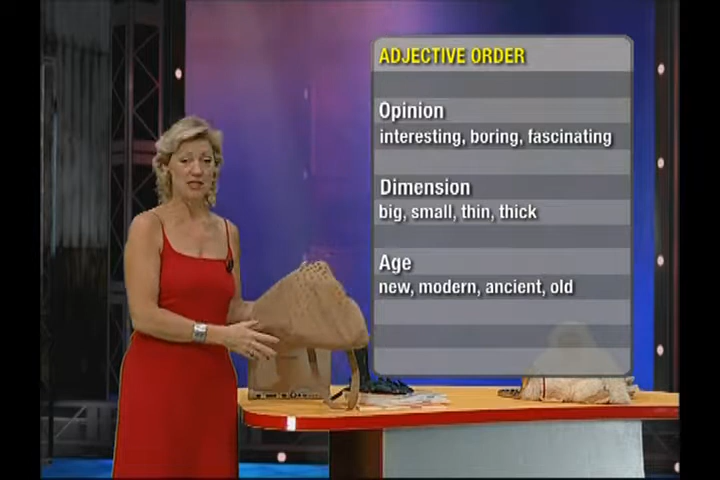 ADJECTIVE ORDER
Opinion
interesting, boring, fascinating
Dimension
big, small, thin, thick
Age
new, modern, ancient, old